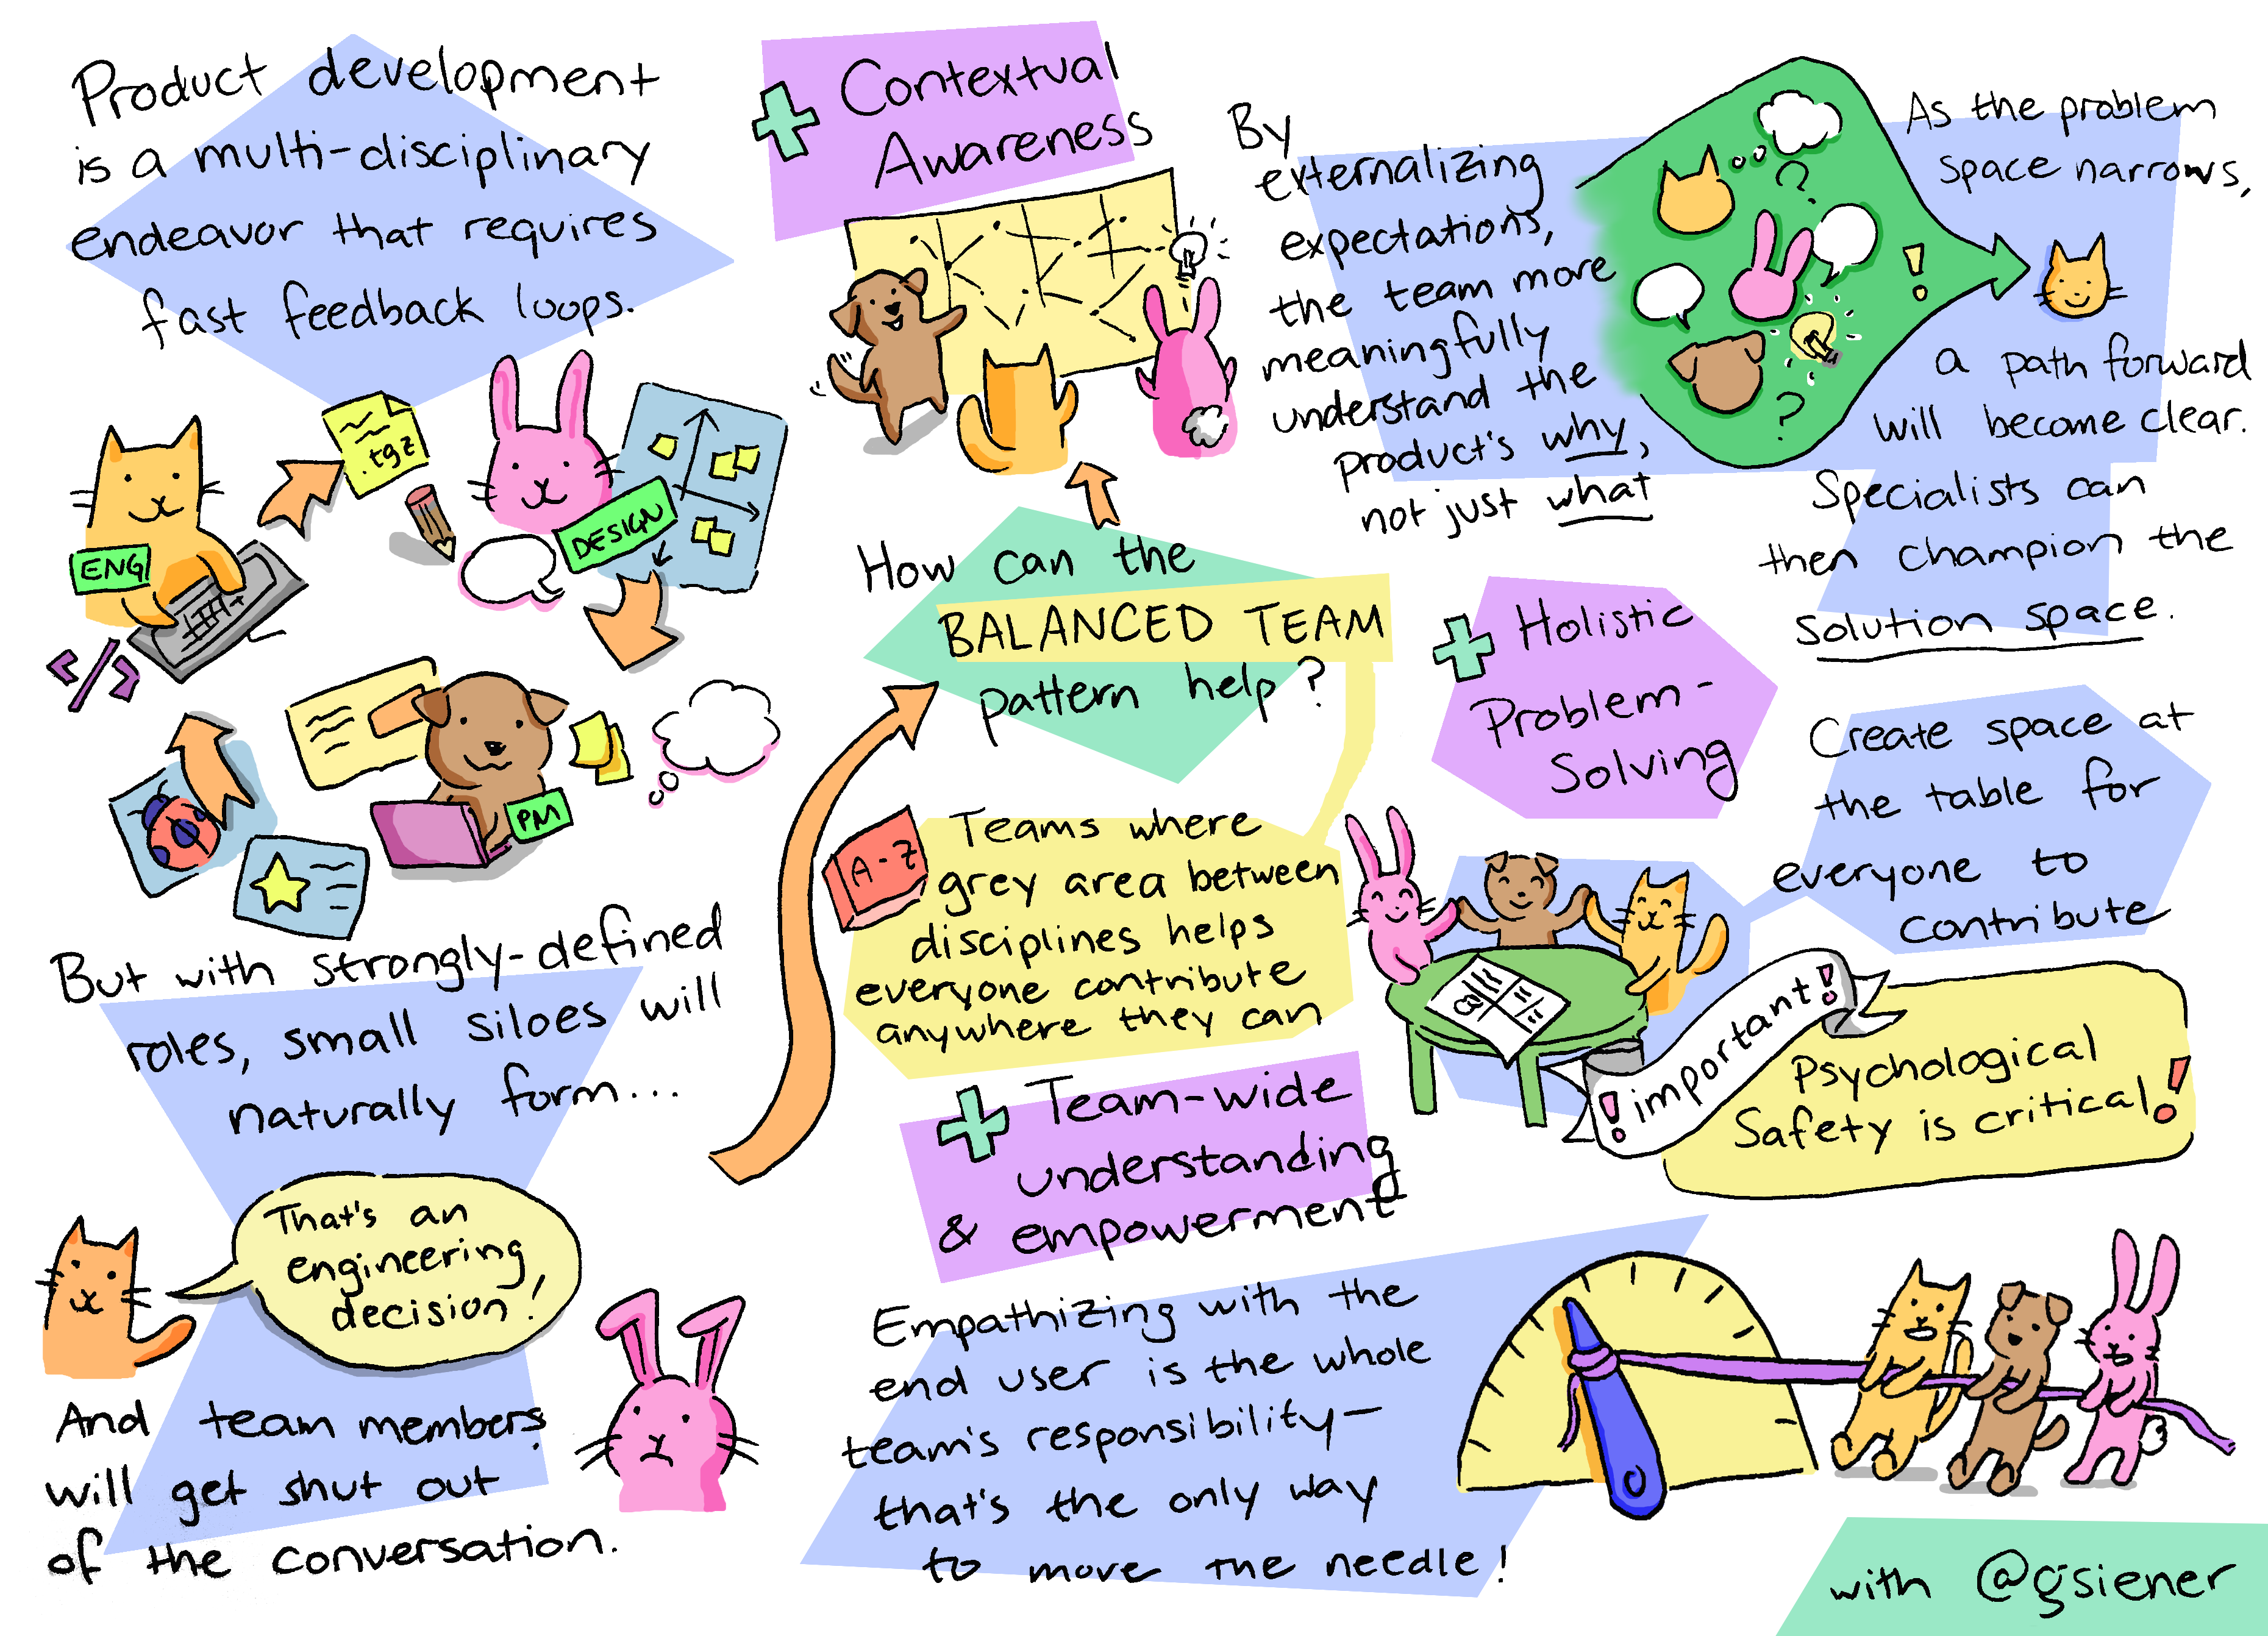 Product development
is a multi-disciplinary
endeavor that requires
fast feedback loops.
ENG
.tgz
DESIGN
</>
PM
But with strongly-defined
roles, small siloes will
naturally form...
That's an
engineering
decision!
And team members
will get shut out
of the conversation.
How can the
BALANCED TEAM
pattern help?
A-Z
Teams where
grey area between
disciplines helps
everyone contribute
anywhere they can
+ Contextual
Awareness
By
externalizing
expectations,
the team more
meaningfully
understand the
product's why,
not just what
?
!
?
As the problem
space narrows,
a path forward
will become clear.
Specialists can
then champion the
solution space.
+ Holistic
Problem-
Solving
Create space at
the table for
everyone to
contribute
!important!
Psychological
Safety is critical!
+ Team-wide
understanding
& empowerment
Empathizing with the
end user is the whole
team's responsibility—
that's the only way
to move the needle!
with @gsiener